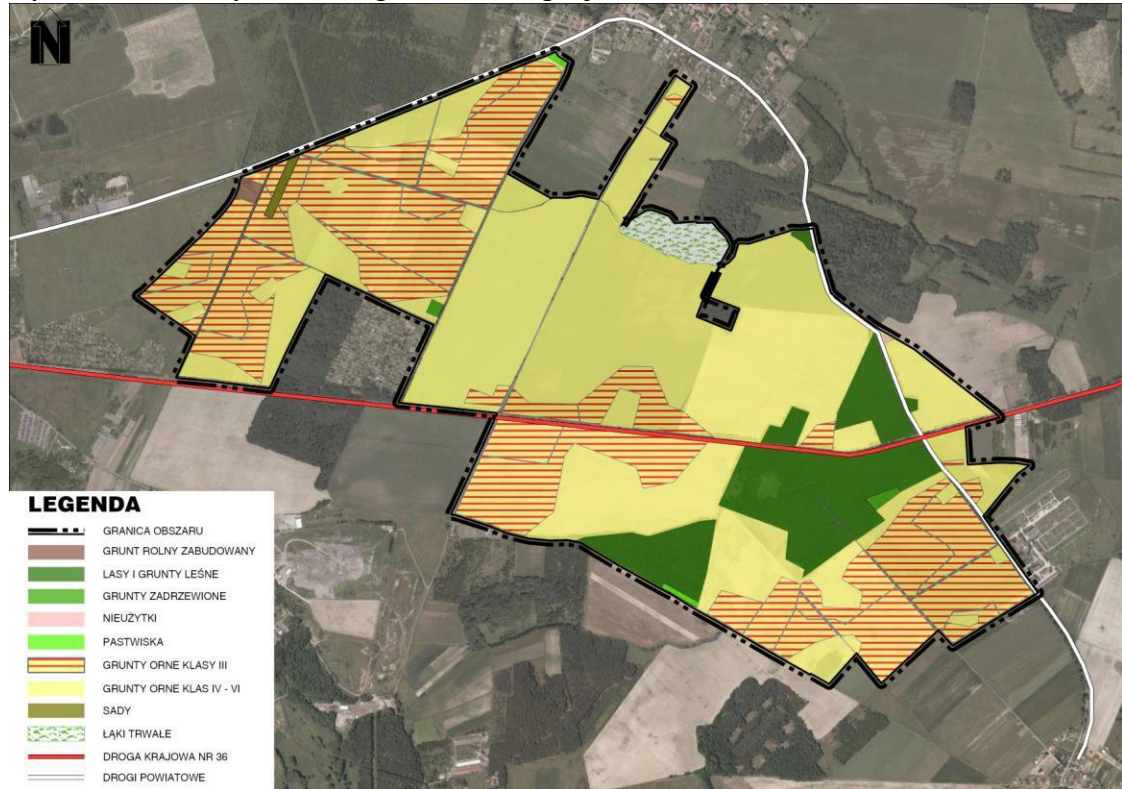 N
LEGENDA
GRANICA OBSZARU
GRUNT ROLNY ZABUDOWANY
LASY I GRUNTY LEŚNE
GRUNTY ZADRZEWIONE
NIEUŻYTKI
PASTWISKA
GRUNTY ORNE KLASY III
GRUNTY ORNE KLAS IV - VI
SADY
ŁĄKI TRWAŁE
DROGA KRAJOWA NR 36
DROGI POWIATOWE